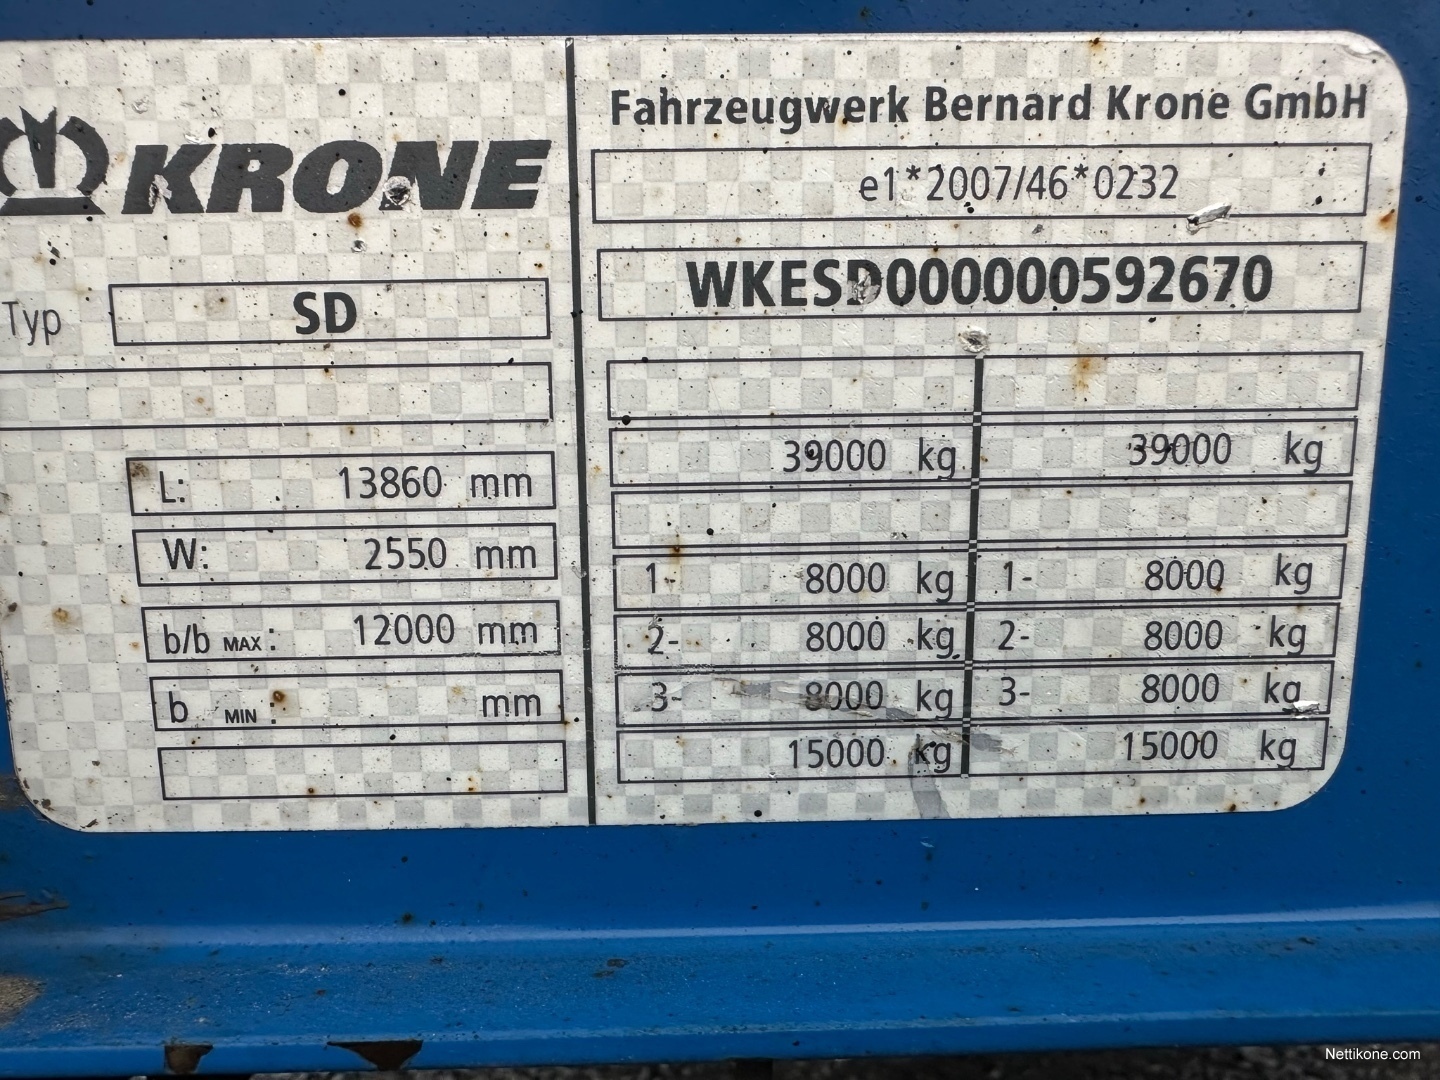 KRONE
Typ SD
L: 13860 mm
W: 2550 mm
b/b MAX: 12000 mm
b MIN: mm
Fahrzeugwerk Bernard Krone GmbH
e1*2007/46*0232
WKESD000000592670
39000 kg 39000 kg
1- 8000 kg 1- 8000 kg
2- 8000 kg 2- 8000 kg
3- 8000 kg 3- 8000 kg
15000 kg 15000 kg
Nettikone.com